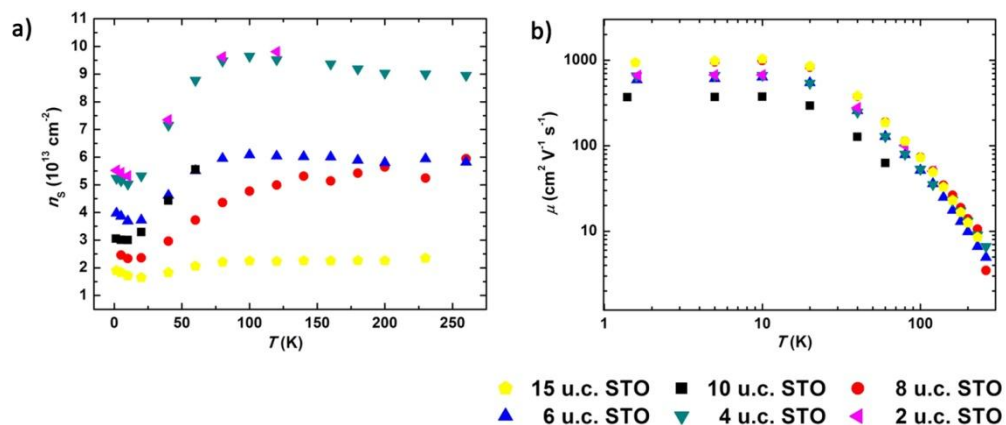 a)
11
10
9
8
7
6
5
4
3
2
1
nₛ (10¹³ cm⁻²)
0 50 100 150 200 250
T (K)
b)
1000
100
10
μ (cm² V⁻¹ s⁻¹)
1 10 100
T (K)
15 u.c. STO 10 u.c. STO 8 u.c. STO
6 u.c. STO 4 u.c. STO 2 u.c. STO